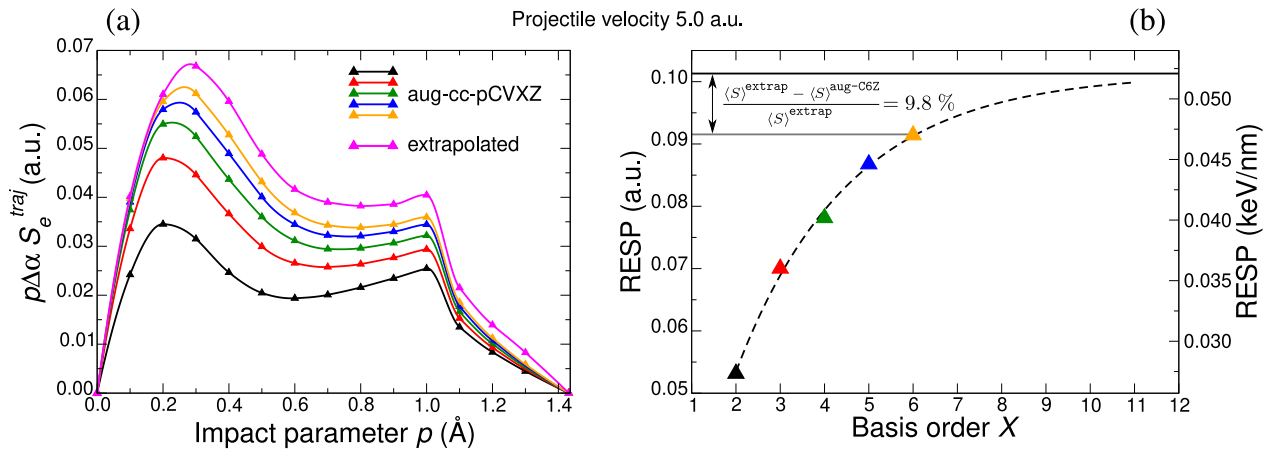 (a)
Projectile velocity 5.0 a.u.
(b)
pΔα S_e^traj (a.u.)
0.07
0.06
0.05
0.04
0.03
0.02
0.01
0.00
aug-cc-pCVXZ
extrapolated
0.0 0.2 0.4 0.6 0.8 1.0 1.2 1.4
Impact parameter p (Å)
RESP (a.u.)
0.10
0.09
0.08
0.07
0.06
0.05
(⟨S⟩^extrap − ⟨S⟩^aug-C6Z) / ⟨S⟩^extrap = 9.8 %
1 2 3 4 5 6 7 8 9 10 11 12
Basis order X
0.050
0.045
0.040
0.035
0.030
RESP (keV/nm)